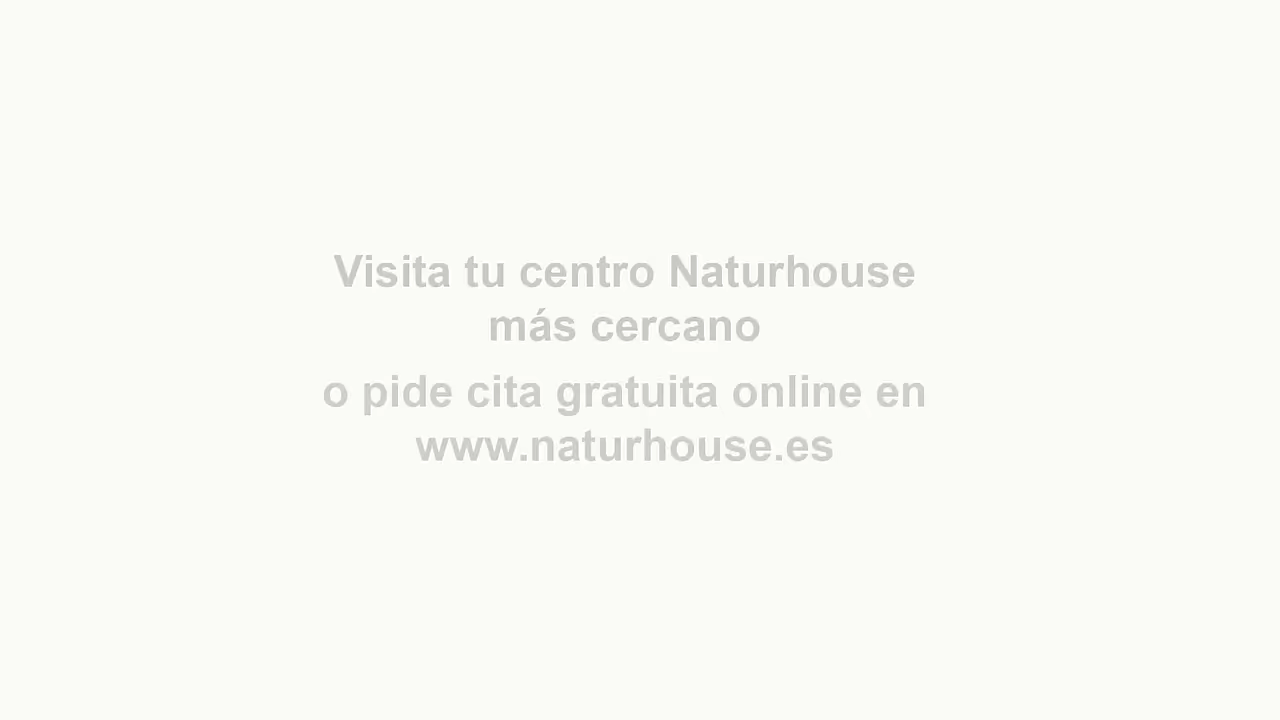 Visita tu centro Naturhouse
más cercano
o pide cita gratuita online en
www.naturhouse.es